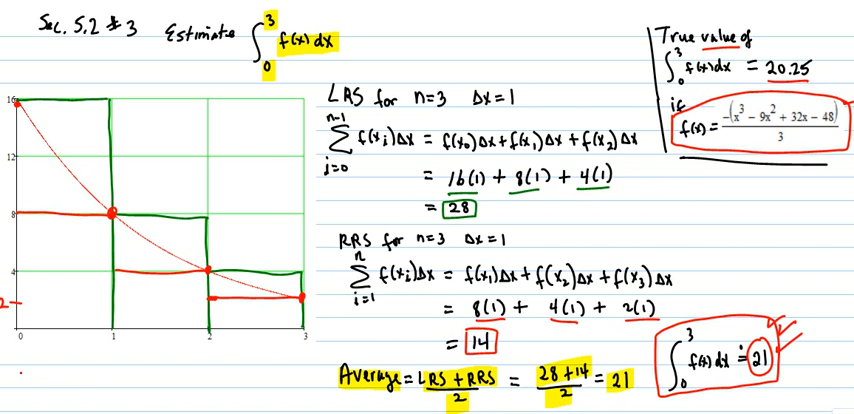 Sec. 5.2 # 3 Estimate ∫₀³ f(x) dx
True value of
∫₀³ f(x)dx = 20.25
if
f(x) = -(x³ - 9x² + 32x - 48) / 3
LRS for n=3 Δx=1
n-1 Σ i=0 f(xᵢ)Δx = f(x₀)Δx + f(x₁)Δx + f(x₂)Δx
= 16(1) + 8(1) + 4(1)
= 28
RRS for n=3 Δx=1
n Σ i=1 f(xᵢ)Δx = f(x₁)Δx + f(x₂)Δx + f(x₃)Δx
= 8(1) + 4(1) + 2(1)
= 14
Average = LRS + RRS / 2 = 28+14 / 2 = 21
∫₀³ f(x) dx ≐ 21
16
12
8
4
2
0 1 2 3